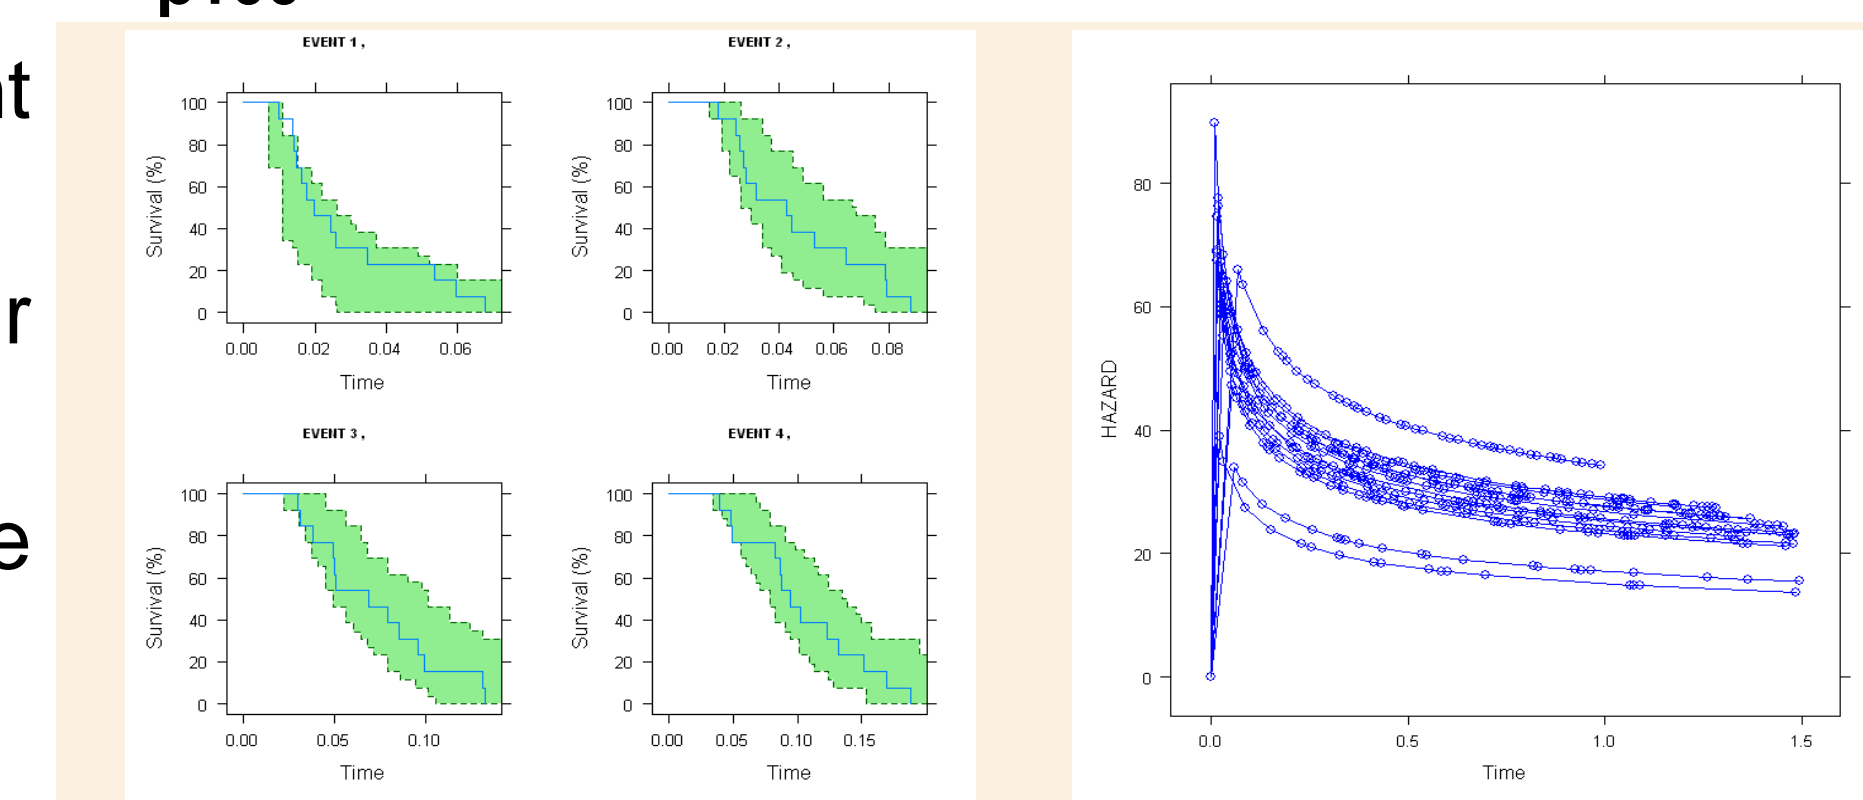 nt
r
e
EVENT 1 ,
Survival (%)
100
80
60
40
20
0
0.00 0.02 0.04 0.06
Time
EVENT 2 ,
Survival (%)
100
80
60
40
20
0
0.00 0.02 0.04 0.06 0.08
Time
EVENT 3 ,
Survival (%)
100
80
60
40
20
0
0.00 0.05 0.10
Time
EVENT 4 ,
Survival (%)
100
80
60
40
20
0
0.00 0.05 0.10 0.15
Time
HAZARD
80
60
40
20
0
0.0 0.5 1.0 1.5
Time